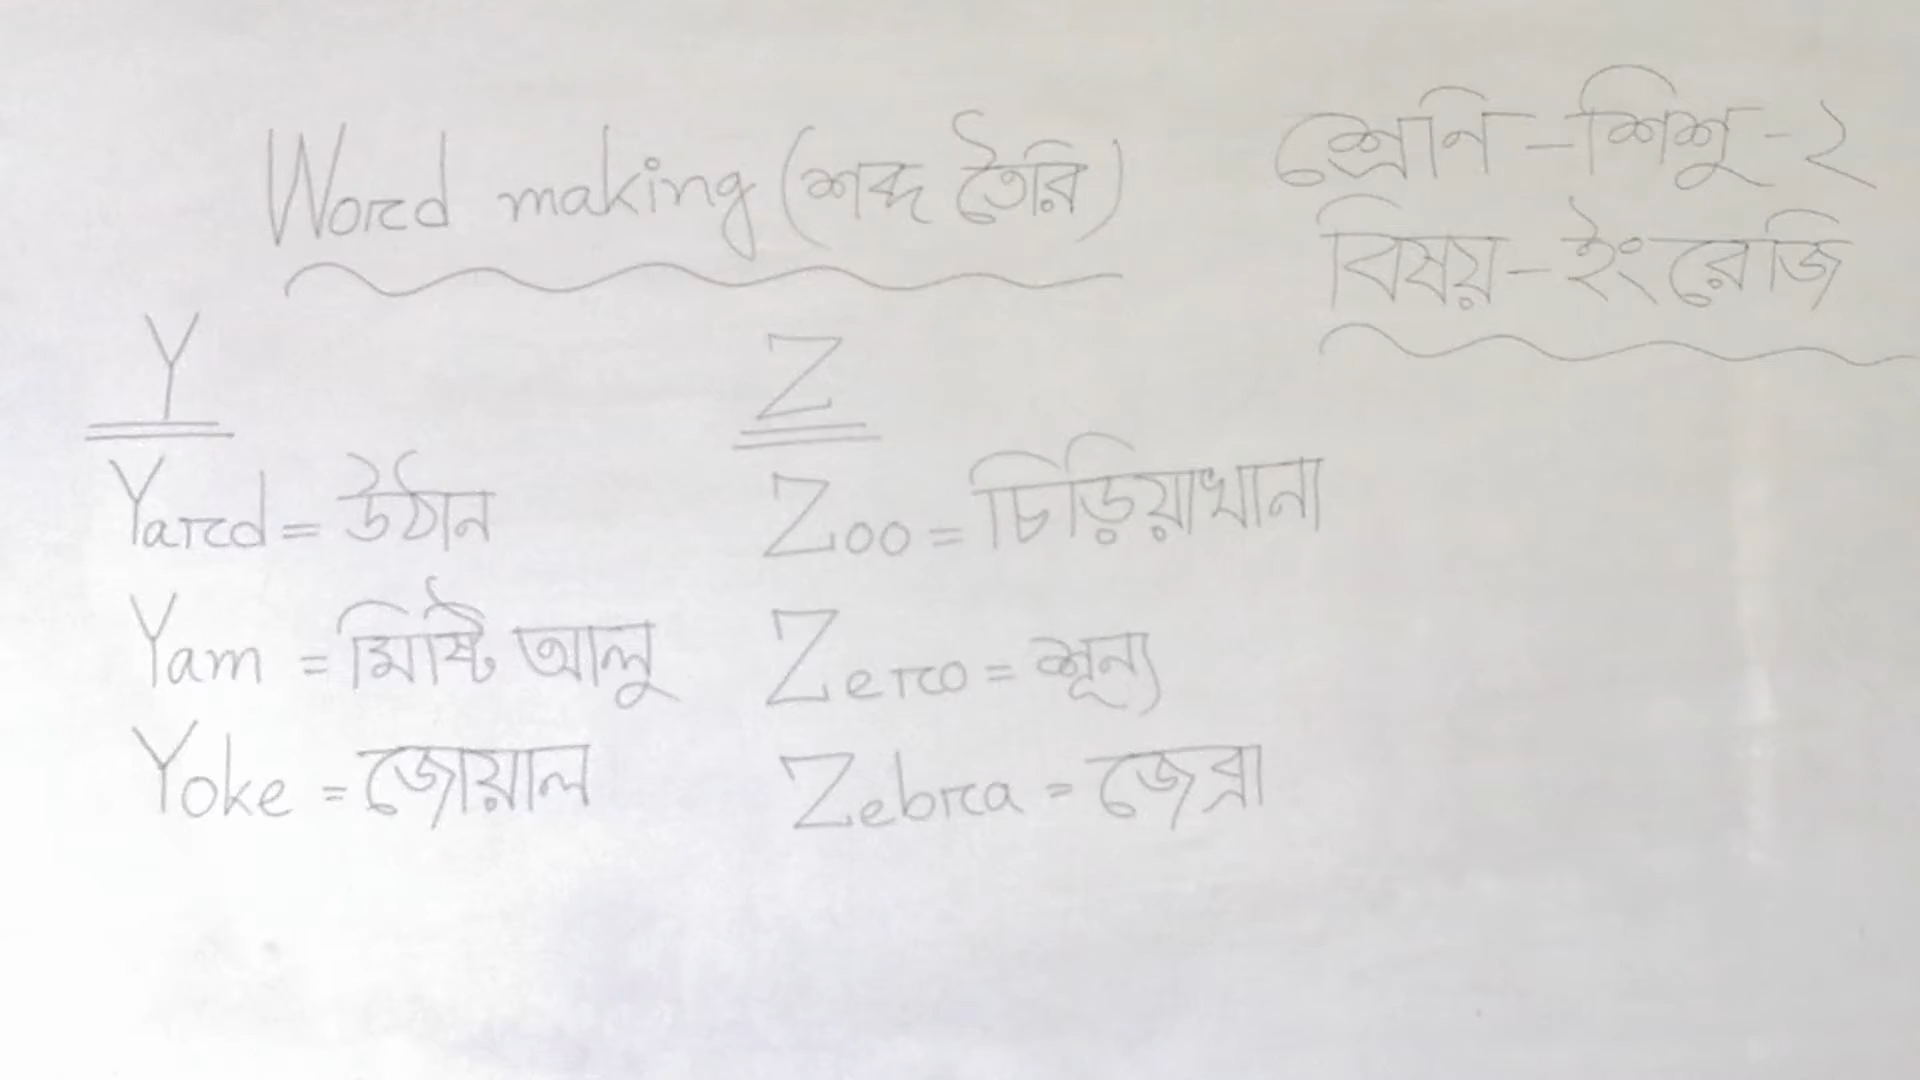 Word making (শব্দ তৈরি)
শ্রেনি - শিশু - ২
বিষয় - ইংরেজি
Y
Yard = উঠান
Yam = মিষ্টি আলু
Yoke = জোয়াল
Z
Zoo = চিড়িয়াখানা
Zero = শূন্য
Zebra = জেব্রা